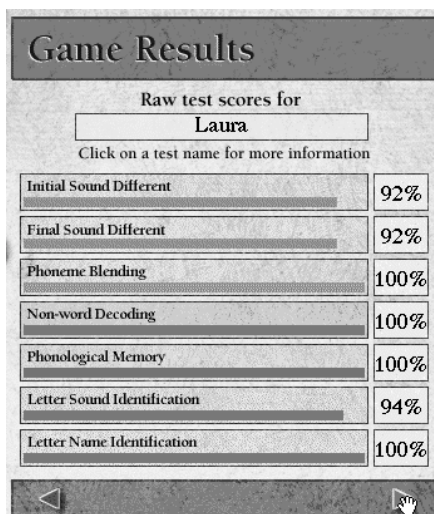 Game Results
Raw test scores for
Laura
Click on a test name for more information
Initial Sound Different 92%
Final Sound Different 92%
Phoneme Blending 100%
Non-word Decoding 100%
Phonological Memory 100%
Letter Sound Identification 94%
Letter Name Identification 100%